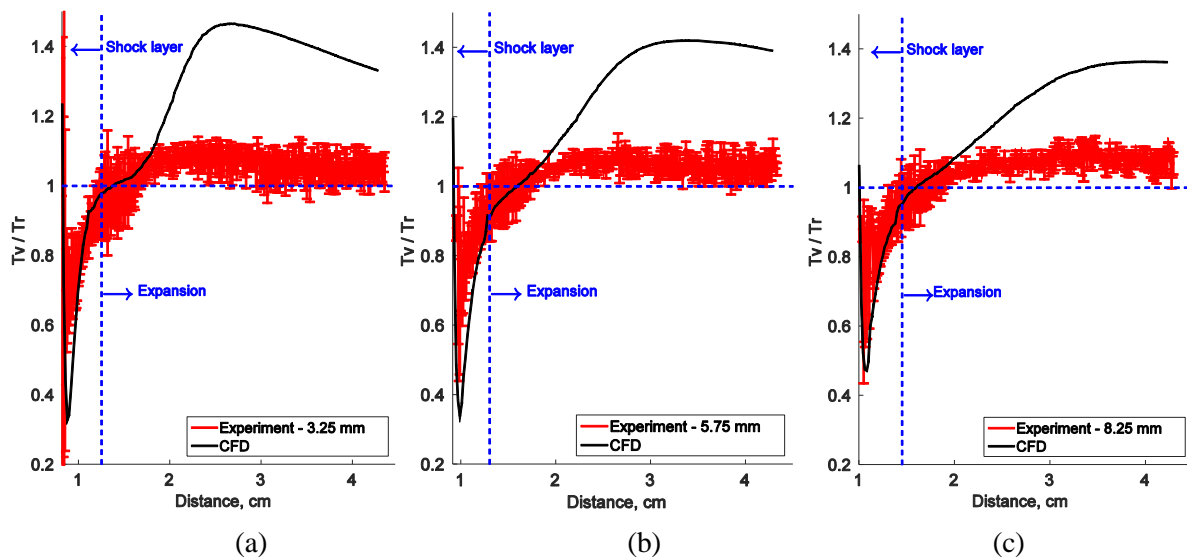 1.4
1.2
1
0.8
0.6
0.4
0.2
Tv / Tr
Shock layer
Expansion
Experiment - 3.25 mm
CFD
1 2 3 4
Distance, cm
(a)
1.4
1.2
1
0.8
0.6
0.4
0.2
Tv / Tr
Shock layer
Expansion
Experiment - 5.75 mm
CFD
1 2 3 4
Distance, cm
(b)
1.4
1.2
1
0.8
0.6
0.4
0.2
Tv / Tr
Shock layer
Expansion
Experiment - 8.25 mm
CFD
1 2 3 4
Distance, cm
(c)